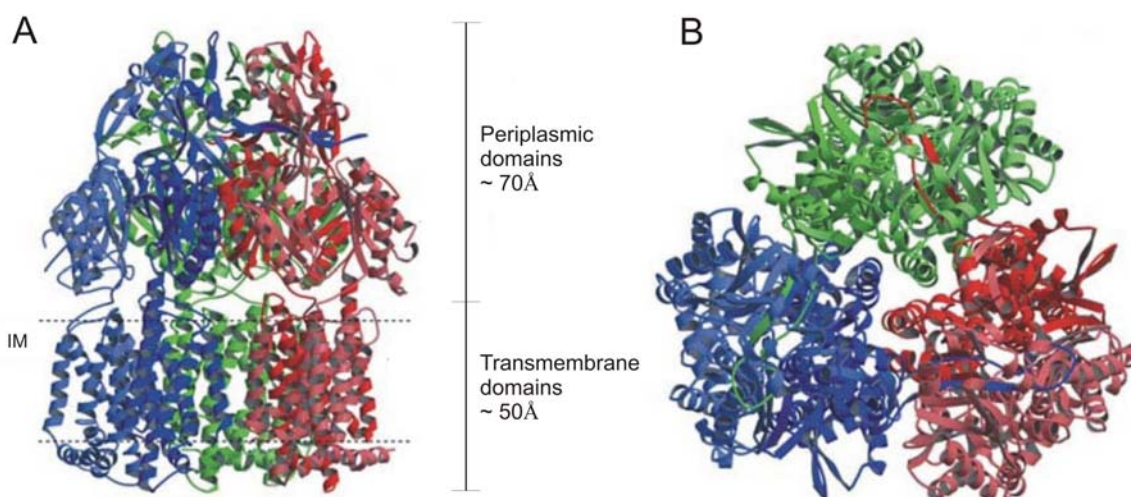 A
B
Periplasmic
domains
~ 70Å
IM
Transmembrane
domains
~ 50Å